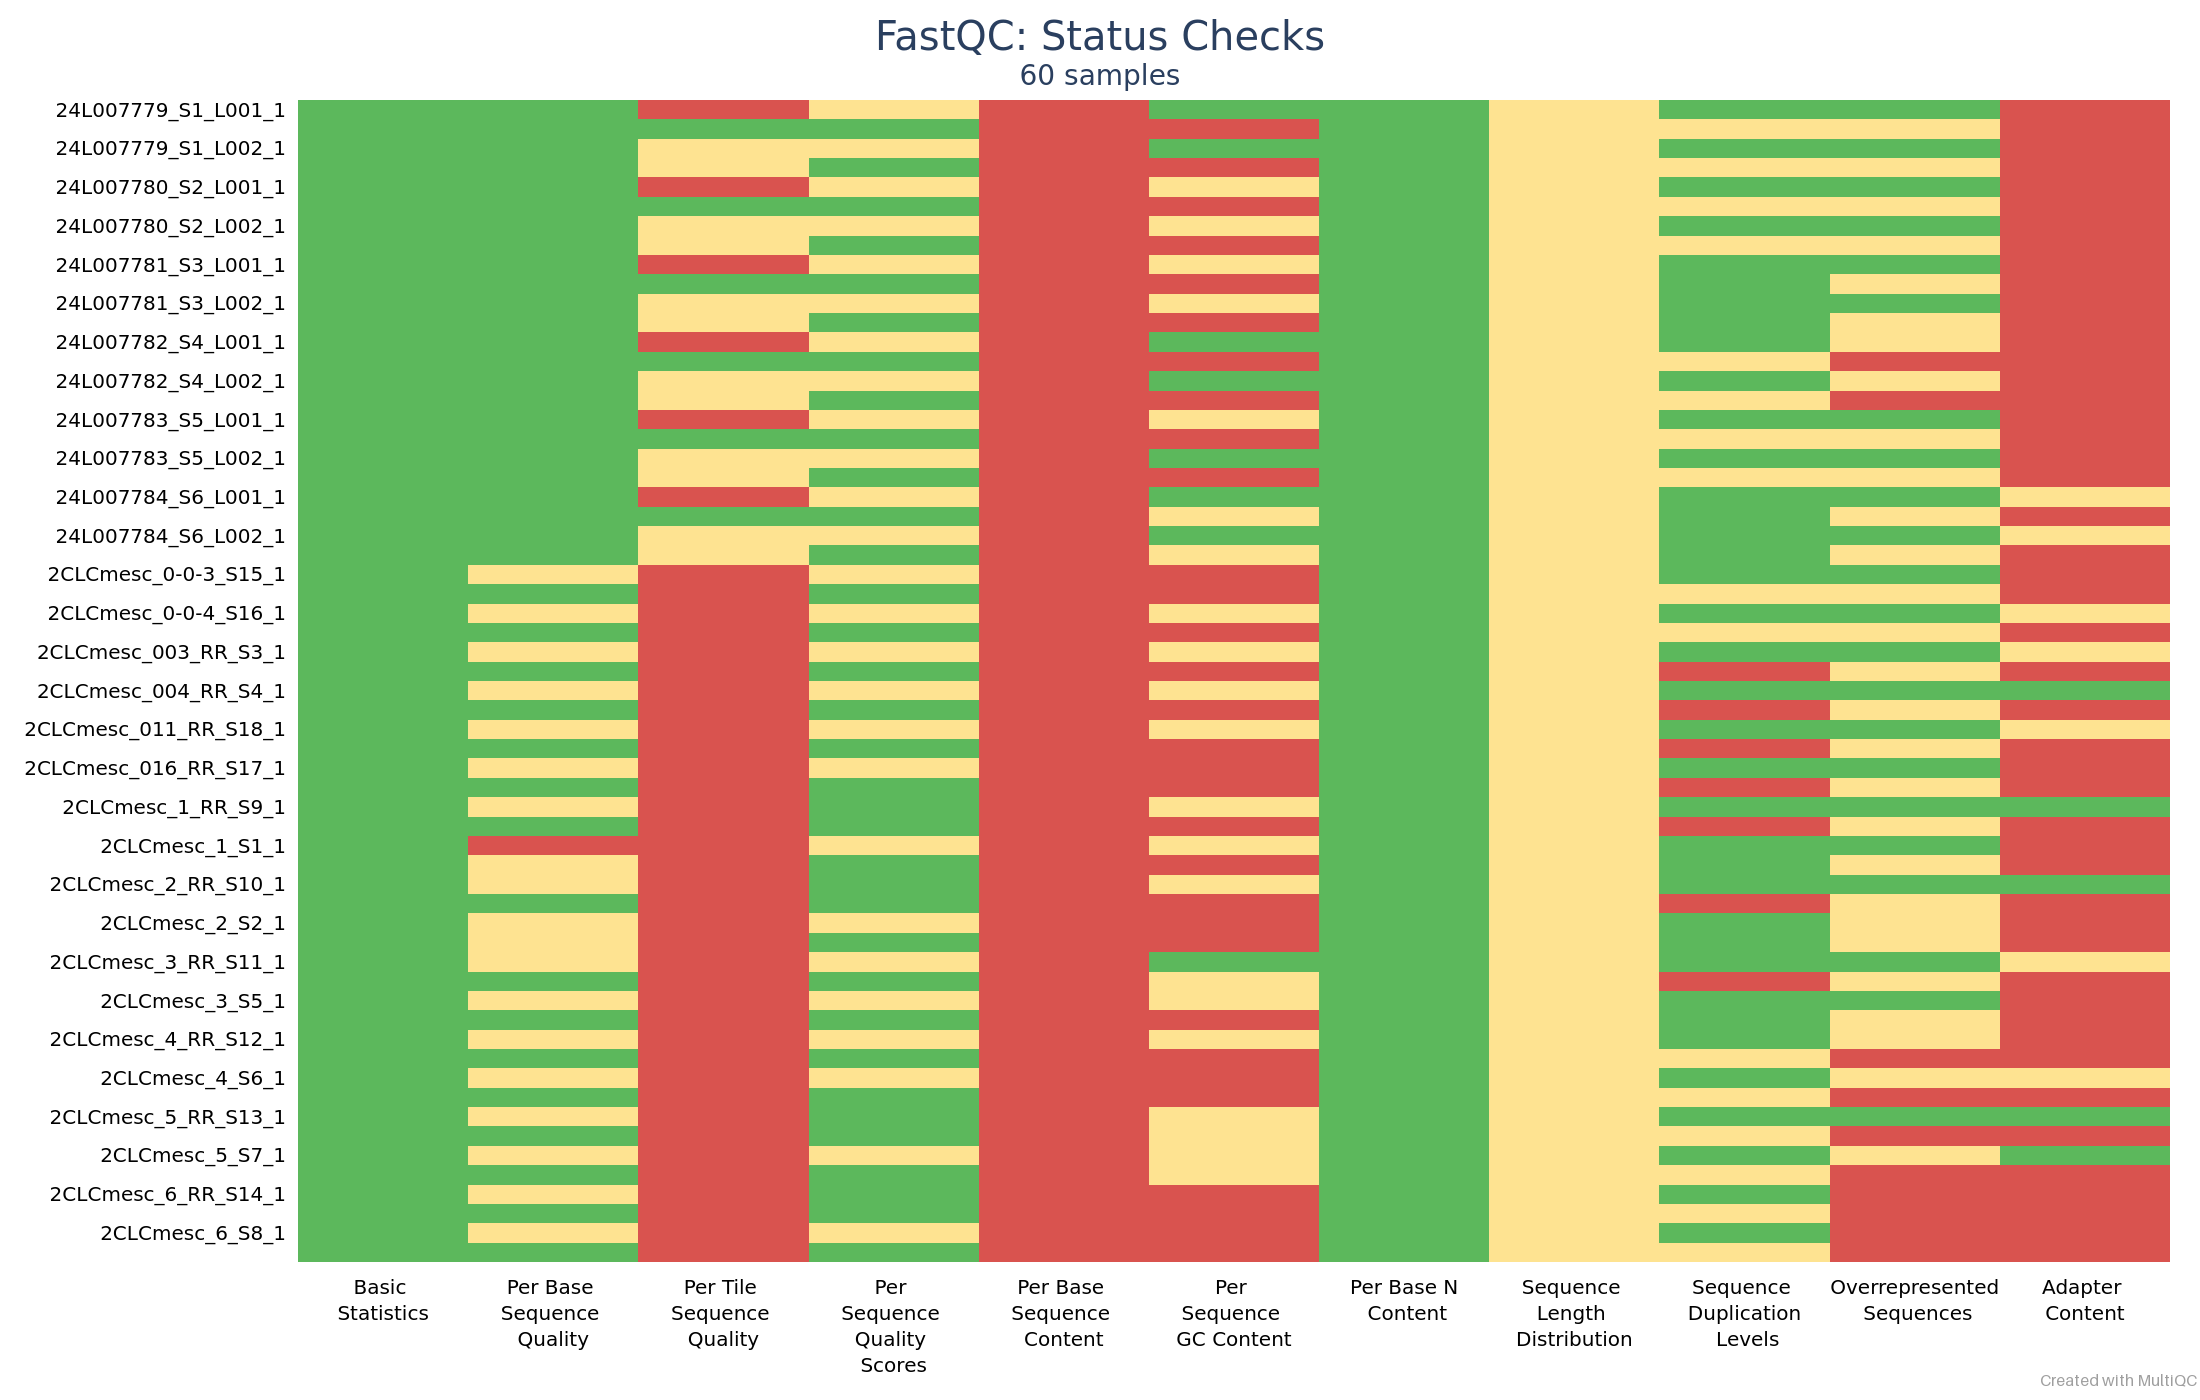 FastQC: Status Checks
60 samples
24L007779_S1_L001_1
24L007779_S1_L002_1
24L007780_S2_L001_1
24L007780_S2_L002_1
24L007781_S3_L001_1
24L007781_S3_L002_1
24L007782_S4_L001_1
24L007782_S4_L002_1
24L007783_S5_L001_1
24L007783_S5_L002_1
24L007784_S6_L001_1
24L007784_S6_L002_1
2CLCmesc_0-0-3_S15_1
2CLCmesc_0-0-4_S16_1
2CLCmesc_003_RR_S3_1
2CLCmesc_004_RR_S4_1
2CLCmesc_011_RR_S18_1
2CLCmesc_016_RR_S17_1
2CLCmesc_1_RR_S9_1
2CLCmesc_1_S1_1
2CLCmesc_2_RR_S10_1
2CLCmesc_2_S2_1
2CLCmesc_3_RR_S11_1
2CLCmesc_3_S5_1
2CLCmesc_4_RR_S12_1
2CLCmesc_4_S6_1
2CLCmesc_5_RR_S13_1
2CLCmesc_5_S7_1
2CLCmesc_6_RR_S14_1
2CLCmesc_6_S8_1
Basic
Statistics
Per Base
Sequence
Quality
Per Tile
Sequence
Quality
Per
Sequence
Quality
Scores
Per Base
Sequence
Content
Per
Sequence
GC Content
Per Base N
Content
Sequence
Length
Distribution
Sequence
Duplication
Levels
Overrepresented
Sequences
Adapter
Content
Created with MultiQC